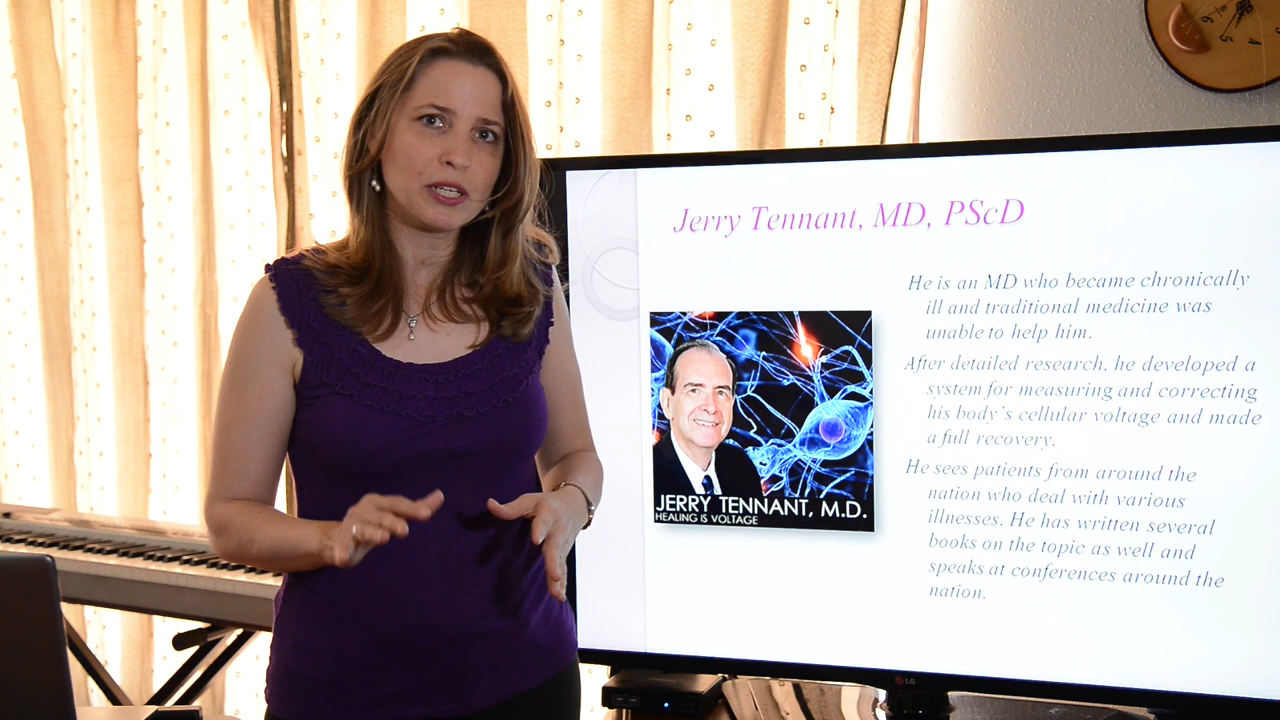 Jerry Tennant, MD, PScD
He is an MD who became chronically
ill and traditional medicine was
unable to help him.
After detailed research, he developed a
system for measuring and correcting
his body's cellular voltage and made
a full recovery.
He sees patients from around the
nation who deal with various
illnesses. He has written several
books on the topic as well and
speaks at conferences around the
nation.
JERRY TENNANT, M.D.
HEALING IS VOLTAGE
LG
6
5